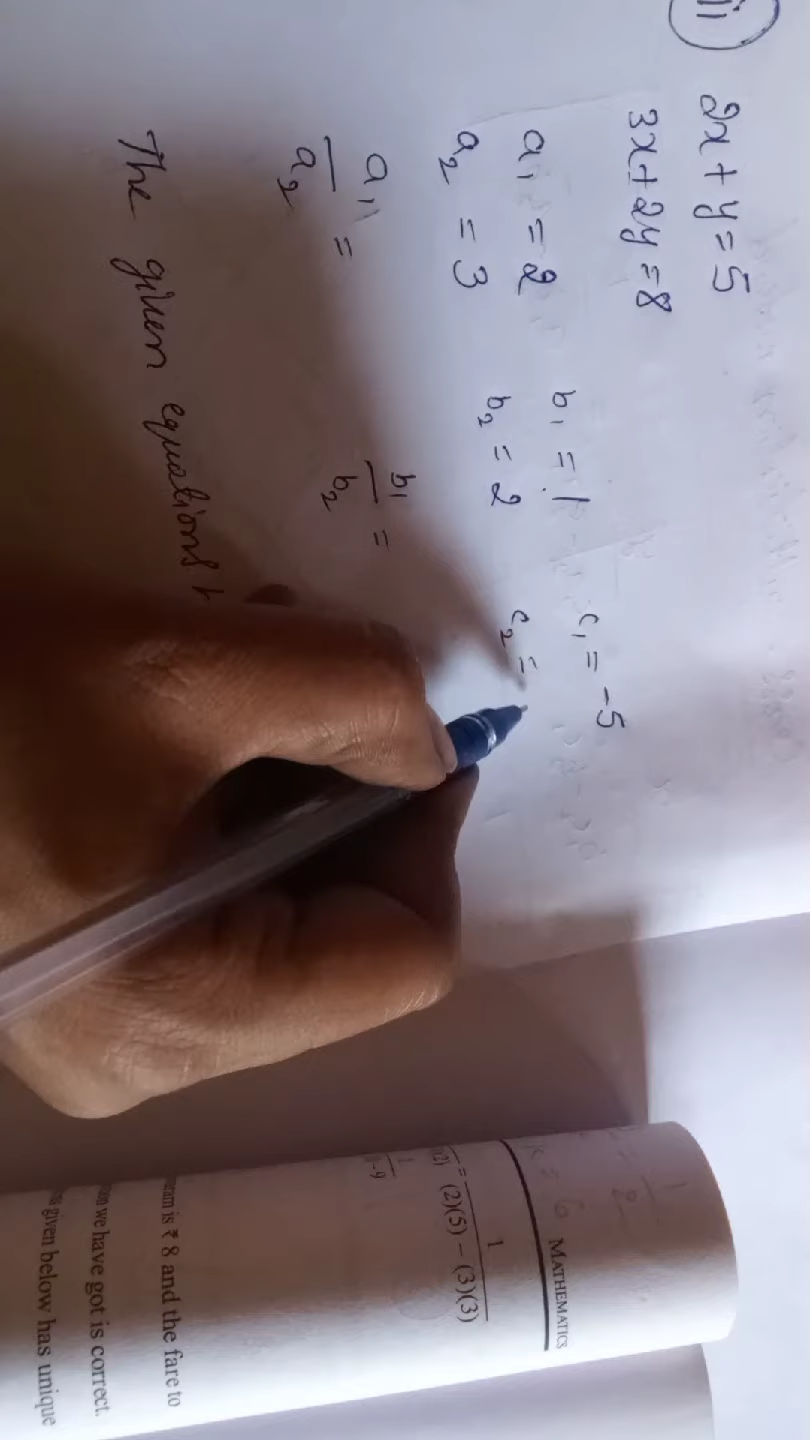 ii
2x + y = 5
3x + 2y = 8
a₁ = 2 b₁ = 1 c₁ = -5
a₂ = 3 b₂ = 2 c₂ =
a₁/a₂ = b₁/b₂ =
The given equations
MATHEMATICS
1/((2)(5) – (3)(3))
is ₹ 8 and the fare to
we have got is correct.
given below has unique